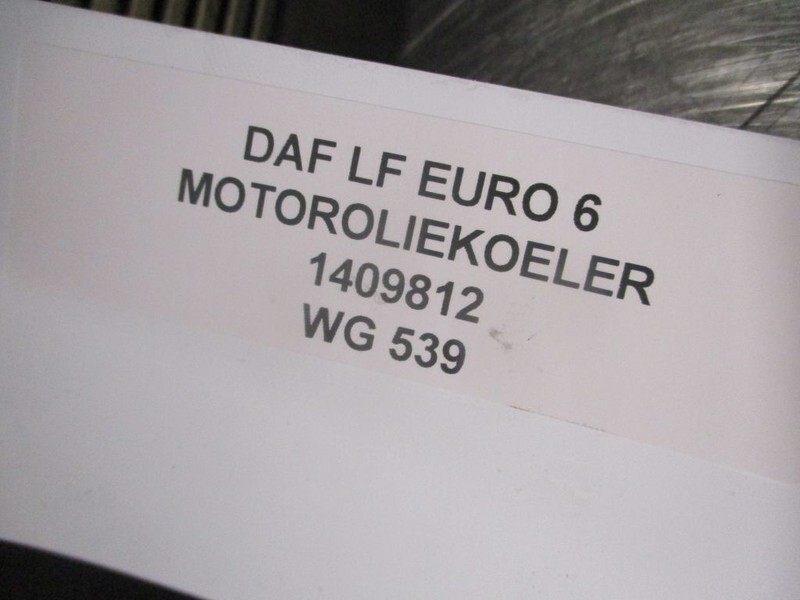 DAF LF EURO 6
MOTOROLIEKOELER
1409812
WG 539